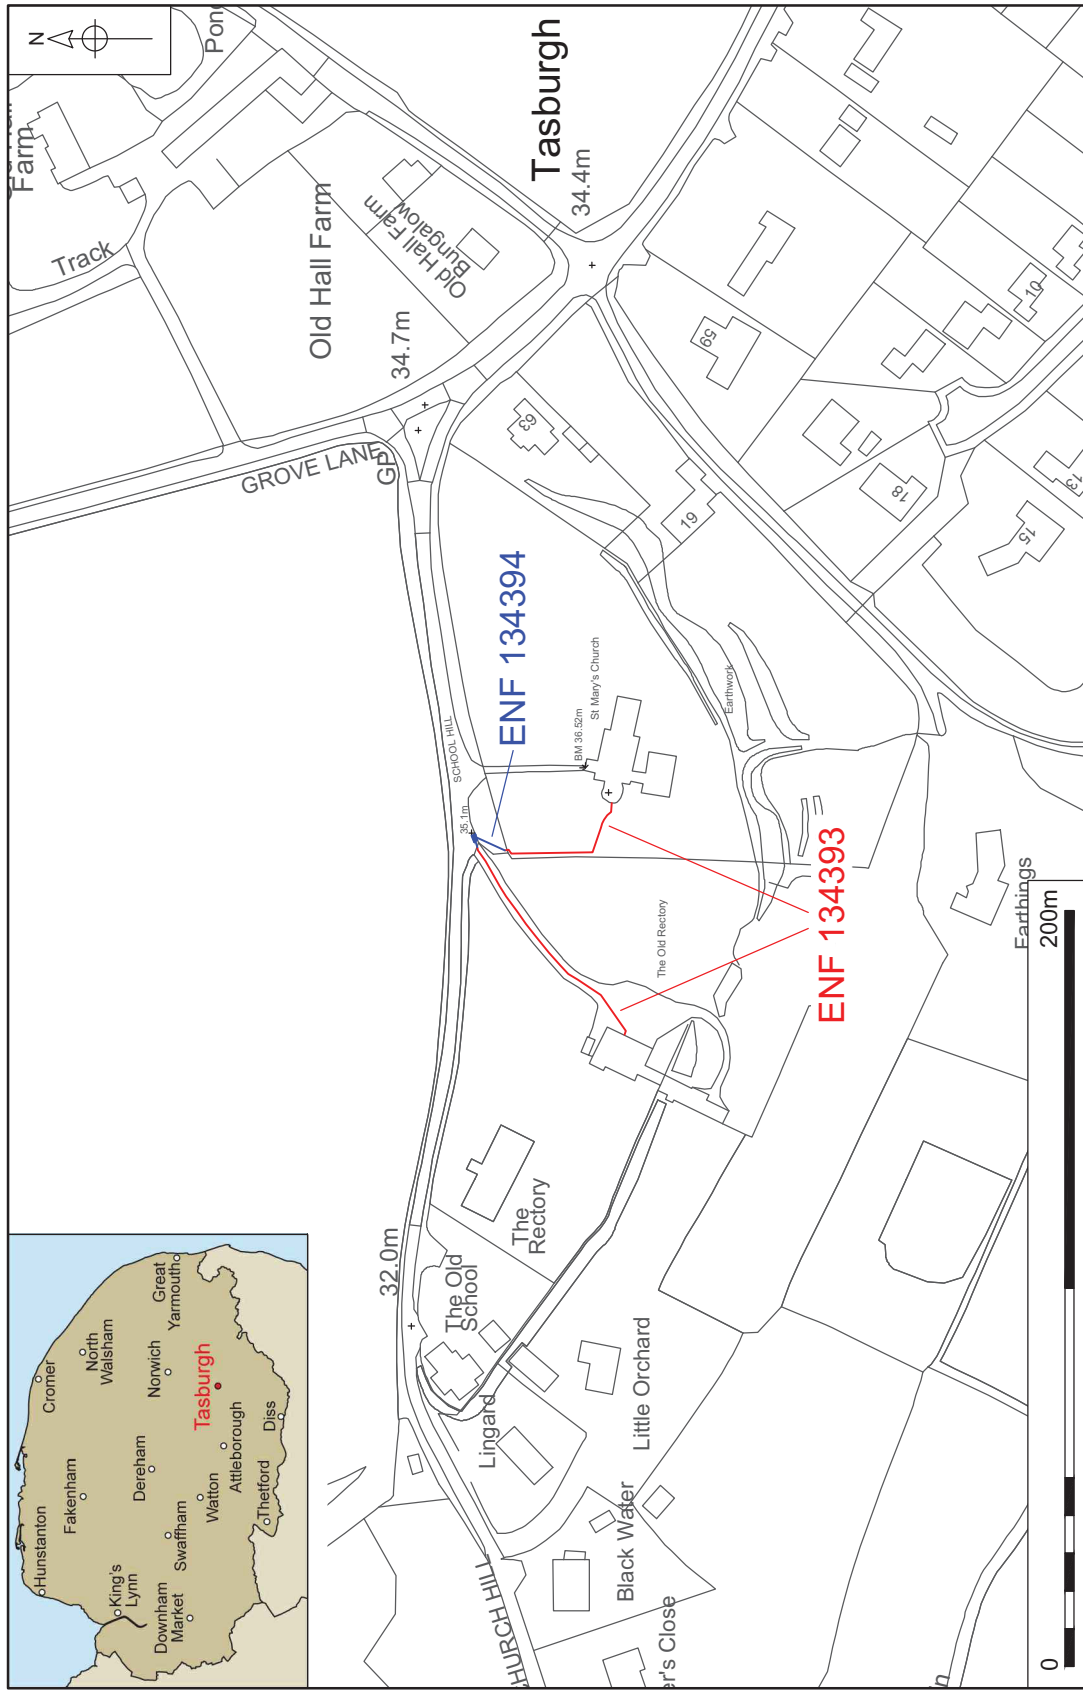 N
Hunstanton
Cromer
Fakenham
North
Walsham
King's
Lynn
Dereham
Norwich
Great
Yarmouth
Downham
Market
Swaffham
Watton
Tasburgh
Attleborough
Thetford
Diss
Farm
Pond
Track
Old Hall Farm
Old Hall Farm
Bungalow
34.7m
GROVE LANE
GP
Tasburgh
34.4m
63
61
59
10
18
15
13
SCHOOL HILL
35.1m
ENF 134394
BM 36.52m
St Mary's Church
Earthwork
ENF 134393
The Old Rectory
Earthings
32.0m
The
Rectory
The Old
School
Lingard
Little Orchard
Black Water
CHURCH HILL
er's Close
0
200m